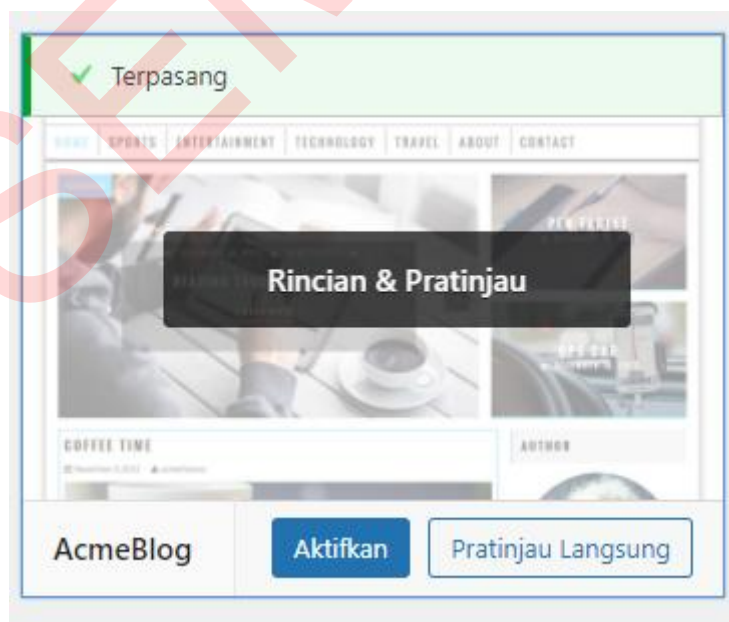 Terpasang
HOME SPORTS ENTERTAINMENT TECHNOLOGY TRAVEL ABOUT CONTACT
Rincian & Pratinjau
COFFEE TIME
AUTHOR
AcmeBlog
Aktifkan
Pratinjau Langsung